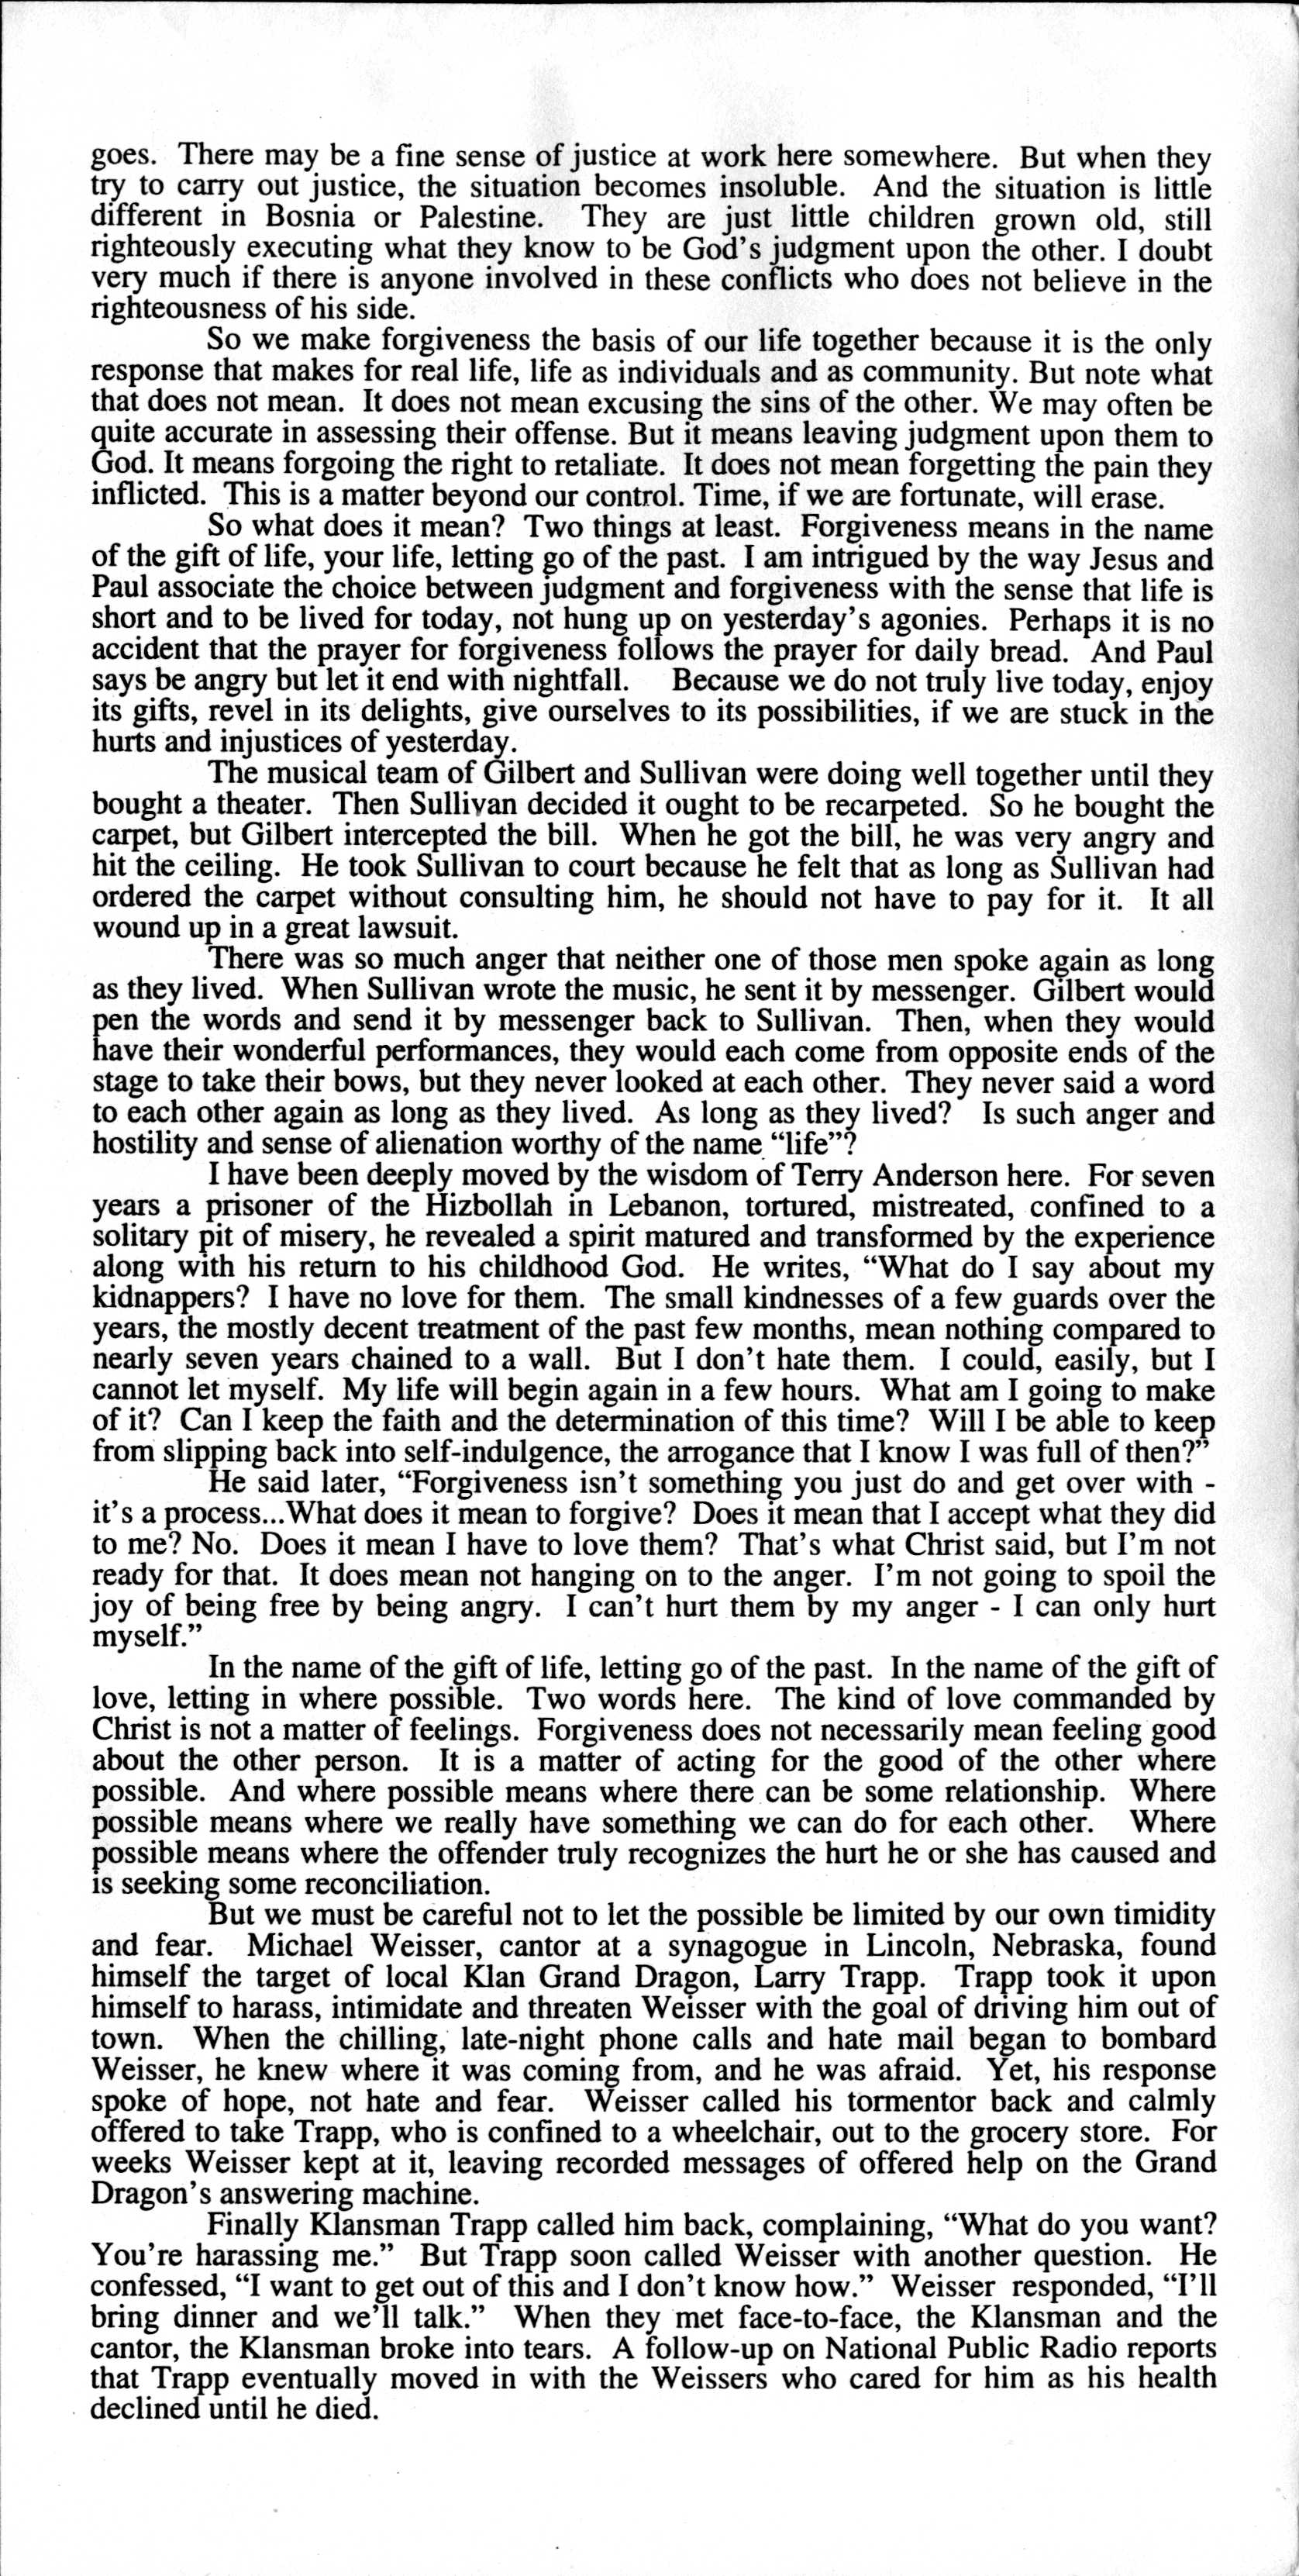 goes. There may be a fine sense of justice at work here somewhere. But when they
try to carry out justice, the situation becomes insoluble. And the situation is little
different in Bosnia or Palestine. They are just little children grown old, still
righteously executing what they know to be God's judgment upon the other. I doubt
very much if there is anyone involved in these conflicts who does not believe in the
righteousness of his side.
So we make forgiveness the basis of our life together because it is the only
response that makes for real life, life as individuals and as community. But note what
that does not mean. It does not mean excusing the sins of the other. We may often be
quite accurate in assessing their offense. But it means leaving judgment upon them to
God. It means forgoing the right to retaliate. It does not mean forgetting the pain they
inflicted. This is a matter beyond our control. Time, if we are fortunate, will erase.
So what does it mean? Two things at least. Forgiveness means in the name
of the gift of life, your life, letting go of the past. I am intrigued by the way Jesus and
Paul associate the choice between judgment and forgiveness with the sense that life is
short and to be lived for today, not hung up on yesterday's agonies. Perhaps it is no
accident that the prayer for forgiveness follows the prayer for daily bread. And Paul
says be angry but let it end with nightfall. Because we do not truly live today, enjoy
its gifts, revel in its delights, give ourselves to its possibilities, if we are stuck in the
hurts and injustices of yesterday.
The musical team of Gilbert and Sullivan were doing well together until they
bought a theater. Then Sullivan decided it ought to be recarpeted. So he bought the
carpet, but Gilbert intercepted the bill. When he got the bill, he was very angry and
hit the ceiling. He took Sullivan to court because he felt that as long as Sullivan had
ordered the carpet without consulting him, he should not have to pay for it. It all
wound up in a great lawsuit.
There was so much anger that neither one of those men spoke again as long
as they lived. When Sullivan wrote the music, he sent it by messenger. Gilbert would
pen the words and send it by messenger back to Sullivan. Then, when they would
have their wonderful performances, they would each come from opposite ends of the
stage to take their bows, but they never looked at each other. They never said a word
to each other again as long as they lived. As long as they lived? Is such anger and
hostility and sense of alienation worthy of the name "life"?
I have been deeply moved by the wisdom of Terry Anderson here. For seven
years a prisoner of the Hizbollah in Lebanon, tortured, mistreated, confined to a
solitary pit of misery, he revealed a spirit matured and transformed by the experience
along with his return to his childhood God. He writes, "What do I say about my
kidnappers? I have no love for them. The small kindnesses of a few guards over the
years, the mostly decent treatment of the past few months, mean nothing compared to
nearly seven years chained to a wall. But I don't hate them. I could, easily, but I
cannot let myself. My life will begin again in a few hours. What am I going to make
of it? Can I keep the faith and the determination of this time? Will I be able to keep
from slipping back into self-indulgence, the arrogance that I know I was full of then?"
He said later, "Forgiveness isn't something you just do and get over with -
it's a process...What does it mean to forgive? Does it mean that I accept what they did
to me? No. Does it mean I have to love them? That's what Christ said, but I'm not
ready for that. It does mean not hanging on to the anger. I'm not going to spoil the
joy of being free by being angry. I can't hurt them by my anger - I can only hurt
myself."
In the name of the gift of life, letting go of the past. In the name of the gift of
love, letting in where possible. Two words here. The kind of love commanded by
Christ is not a matter of feelings. Forgiveness does not necessarily mean feeling good
about the other person. It is a matter of acting for the good of the other where
possible. And where possible means where there can be some relationship. Where
possible means where we really have something we can do for each other. Where
possible means where the offender truly recognizes the hurt he or she has caused and
is seeking some reconciliation.
But we must be careful not to let the possible be limited by our own timidity
and fear. Michael Weisser, cantor at a synagogue in Lincoln, Nebraska, found
himself the target of local Klan Grand Dragon, Larry Trapp. Trapp took it upon
himself to harass, intimidate and threaten Weisser with the goal of driving him out of
town. When the chilling, late-night phone calls and hate mail began to bombard
Weisser, he knew where it was coming from, and he was afraid. Yet, his response
spoke of hope, not hate and fear. Weisser called his tormentor back and calmly
offered to take Trapp, who is confined to a wheelchair, out to the grocery store. For
weeks Weisser kept at it, leaving recorded messages of offered help on the Grand
Dragon's answering machine.
Finally Klansman Trapp called him back, complaining, "What do you want?
You're harassing me." But Trapp soon called Weisser with another question. He
confessed, "I want to get out of this and I don't know how." Weisser responded, "I'll
bring dinner and we'll talk." When they met face-to-face, the Klansman and the
cantor, the Klansman broke into tears. A follow-up on National Public Radio reports
that Trapp eventually moved in with the Weissers who cared for him as his health
declined until he died.